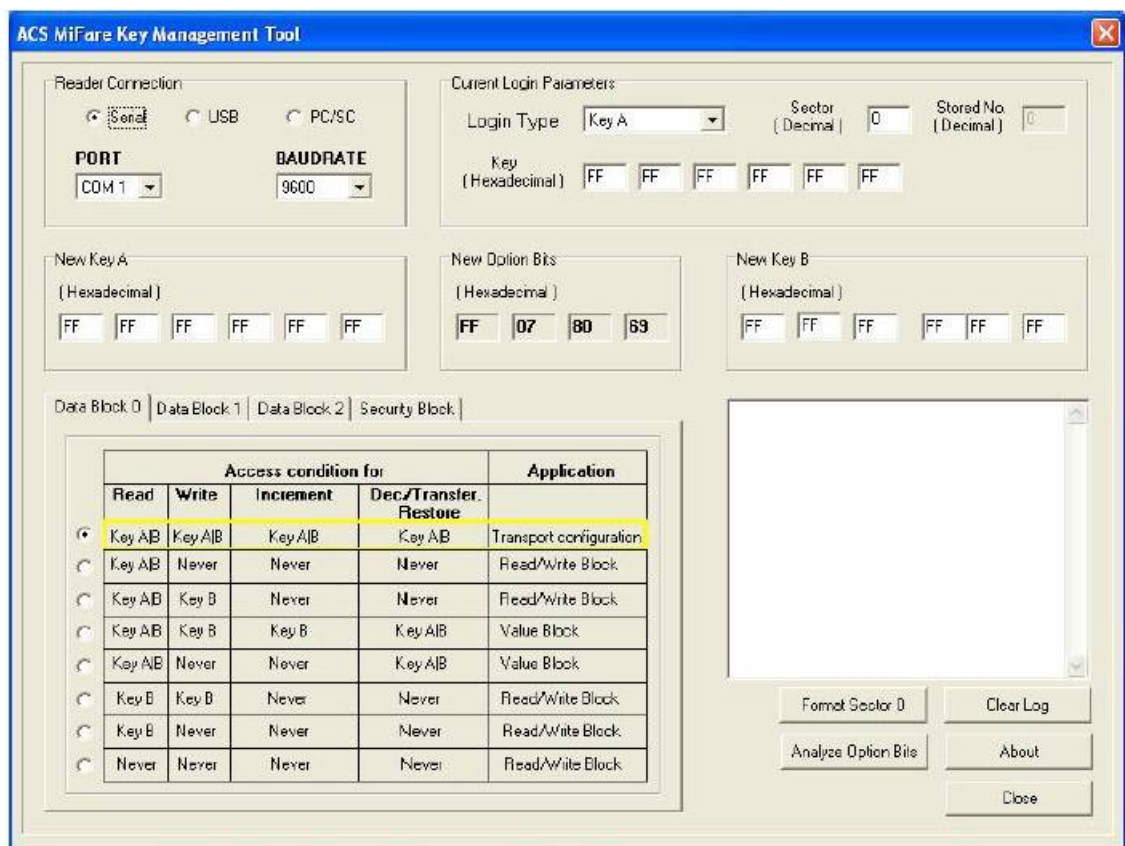 ACS MiFare Key Management Tool
Reader Connection
Serial USB PC/SC
PORT BAUDRATE
COM 1 9600
Current Login Parameters
Login Type Key A Sector (Decimal) 0 Stored No. (Decimal) 0
Key (Hexadecimal) FF FF FF FF FF FF
New Key A
(Hexadecimal)
FF FF FF FF FF FF
New Option Bits
(Hexadecimal)
FF 07 80 69
New Key B
(Hexadecimal)
FF FF FF FF FF FF
Data Block 0 Data Block 1 Data Block 2 Security Block
Access condition for Application
Read Write Increment Dec./Transfer. Restore
Key A|B Key A|B Key A|B Key A|B Transport configuration
Key A|B Never Never Never Read/Write Block
Key A|B Key B Never Never Read/Write Block
Key A|B Key B Key B Key A|B Value Block
Key A|B Never Never Key A|B Value Block
Key B Key B Never Never Read/Write Block
Key B Never Never Never Read/Write Block
Never Never Never Never Read/Write Block
Format Sector 0 Clear Log
Analyze Option Bits About
Close